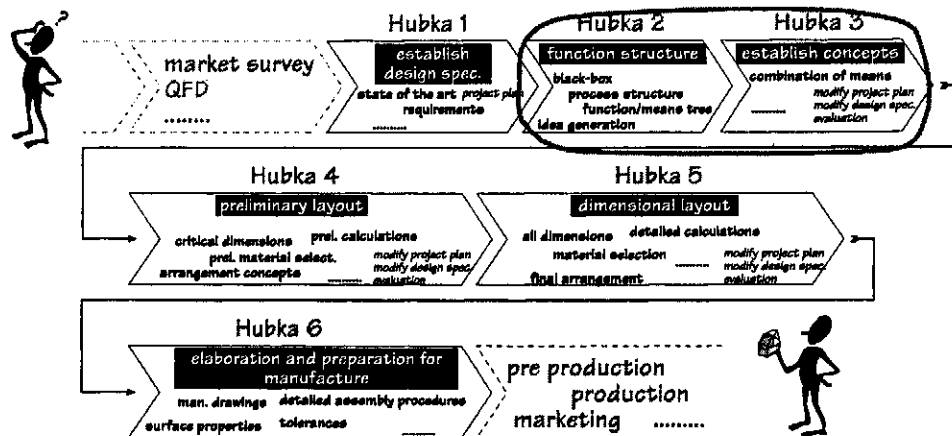 ?
Hubka 1
Hubka 2
Hubka 3
market survey
QFD
.........
establish
design spec.
state of the art project plan
requirements
.........
function structure
black-box
process structure
function/means tree
idea generation
establish concepts
combination of means
modify project plan
......... modify design spec.
evaluation
Hubka 4
Hubka 5
preliminary layout
critical dimensions prel. calculations
prel. material select.
modify project plan
arrangement concepts ......... modify design spec.
evaluation
dimensional layout
all dimensions detailed calculations
material selection
modify project plan
......... modify design spec.
final arrangement evaluation
Hubka 6
elaboration and preparation for
manufacture
man. drawings detailed assembly procedures
surface properties tolerances
pre production
production
marketing .........